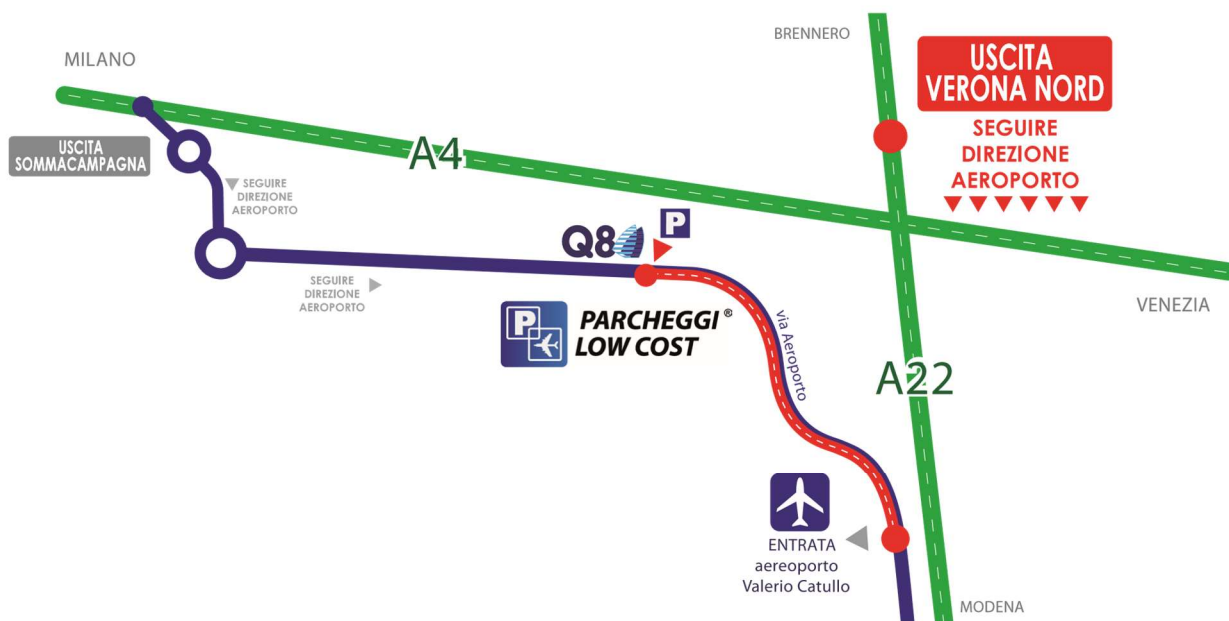 MILANO
BRENNERO
USCITA
VERONA NORD
SEGUIRE
DIREZIONE
AEROPORTO
USCITA
SOMMACAMPAGNA
A4
SEGUIRE
DIREZIONE
AEROPORTO
Q8
P
SEGUIRE
DIREZIONE
AEROPORTO
P
PARCHEGGI ®
LOW COST
via Aeroporto
VENEZIA
A22
ENTRATA
aereoporto
Valerio Catullo
MODENA